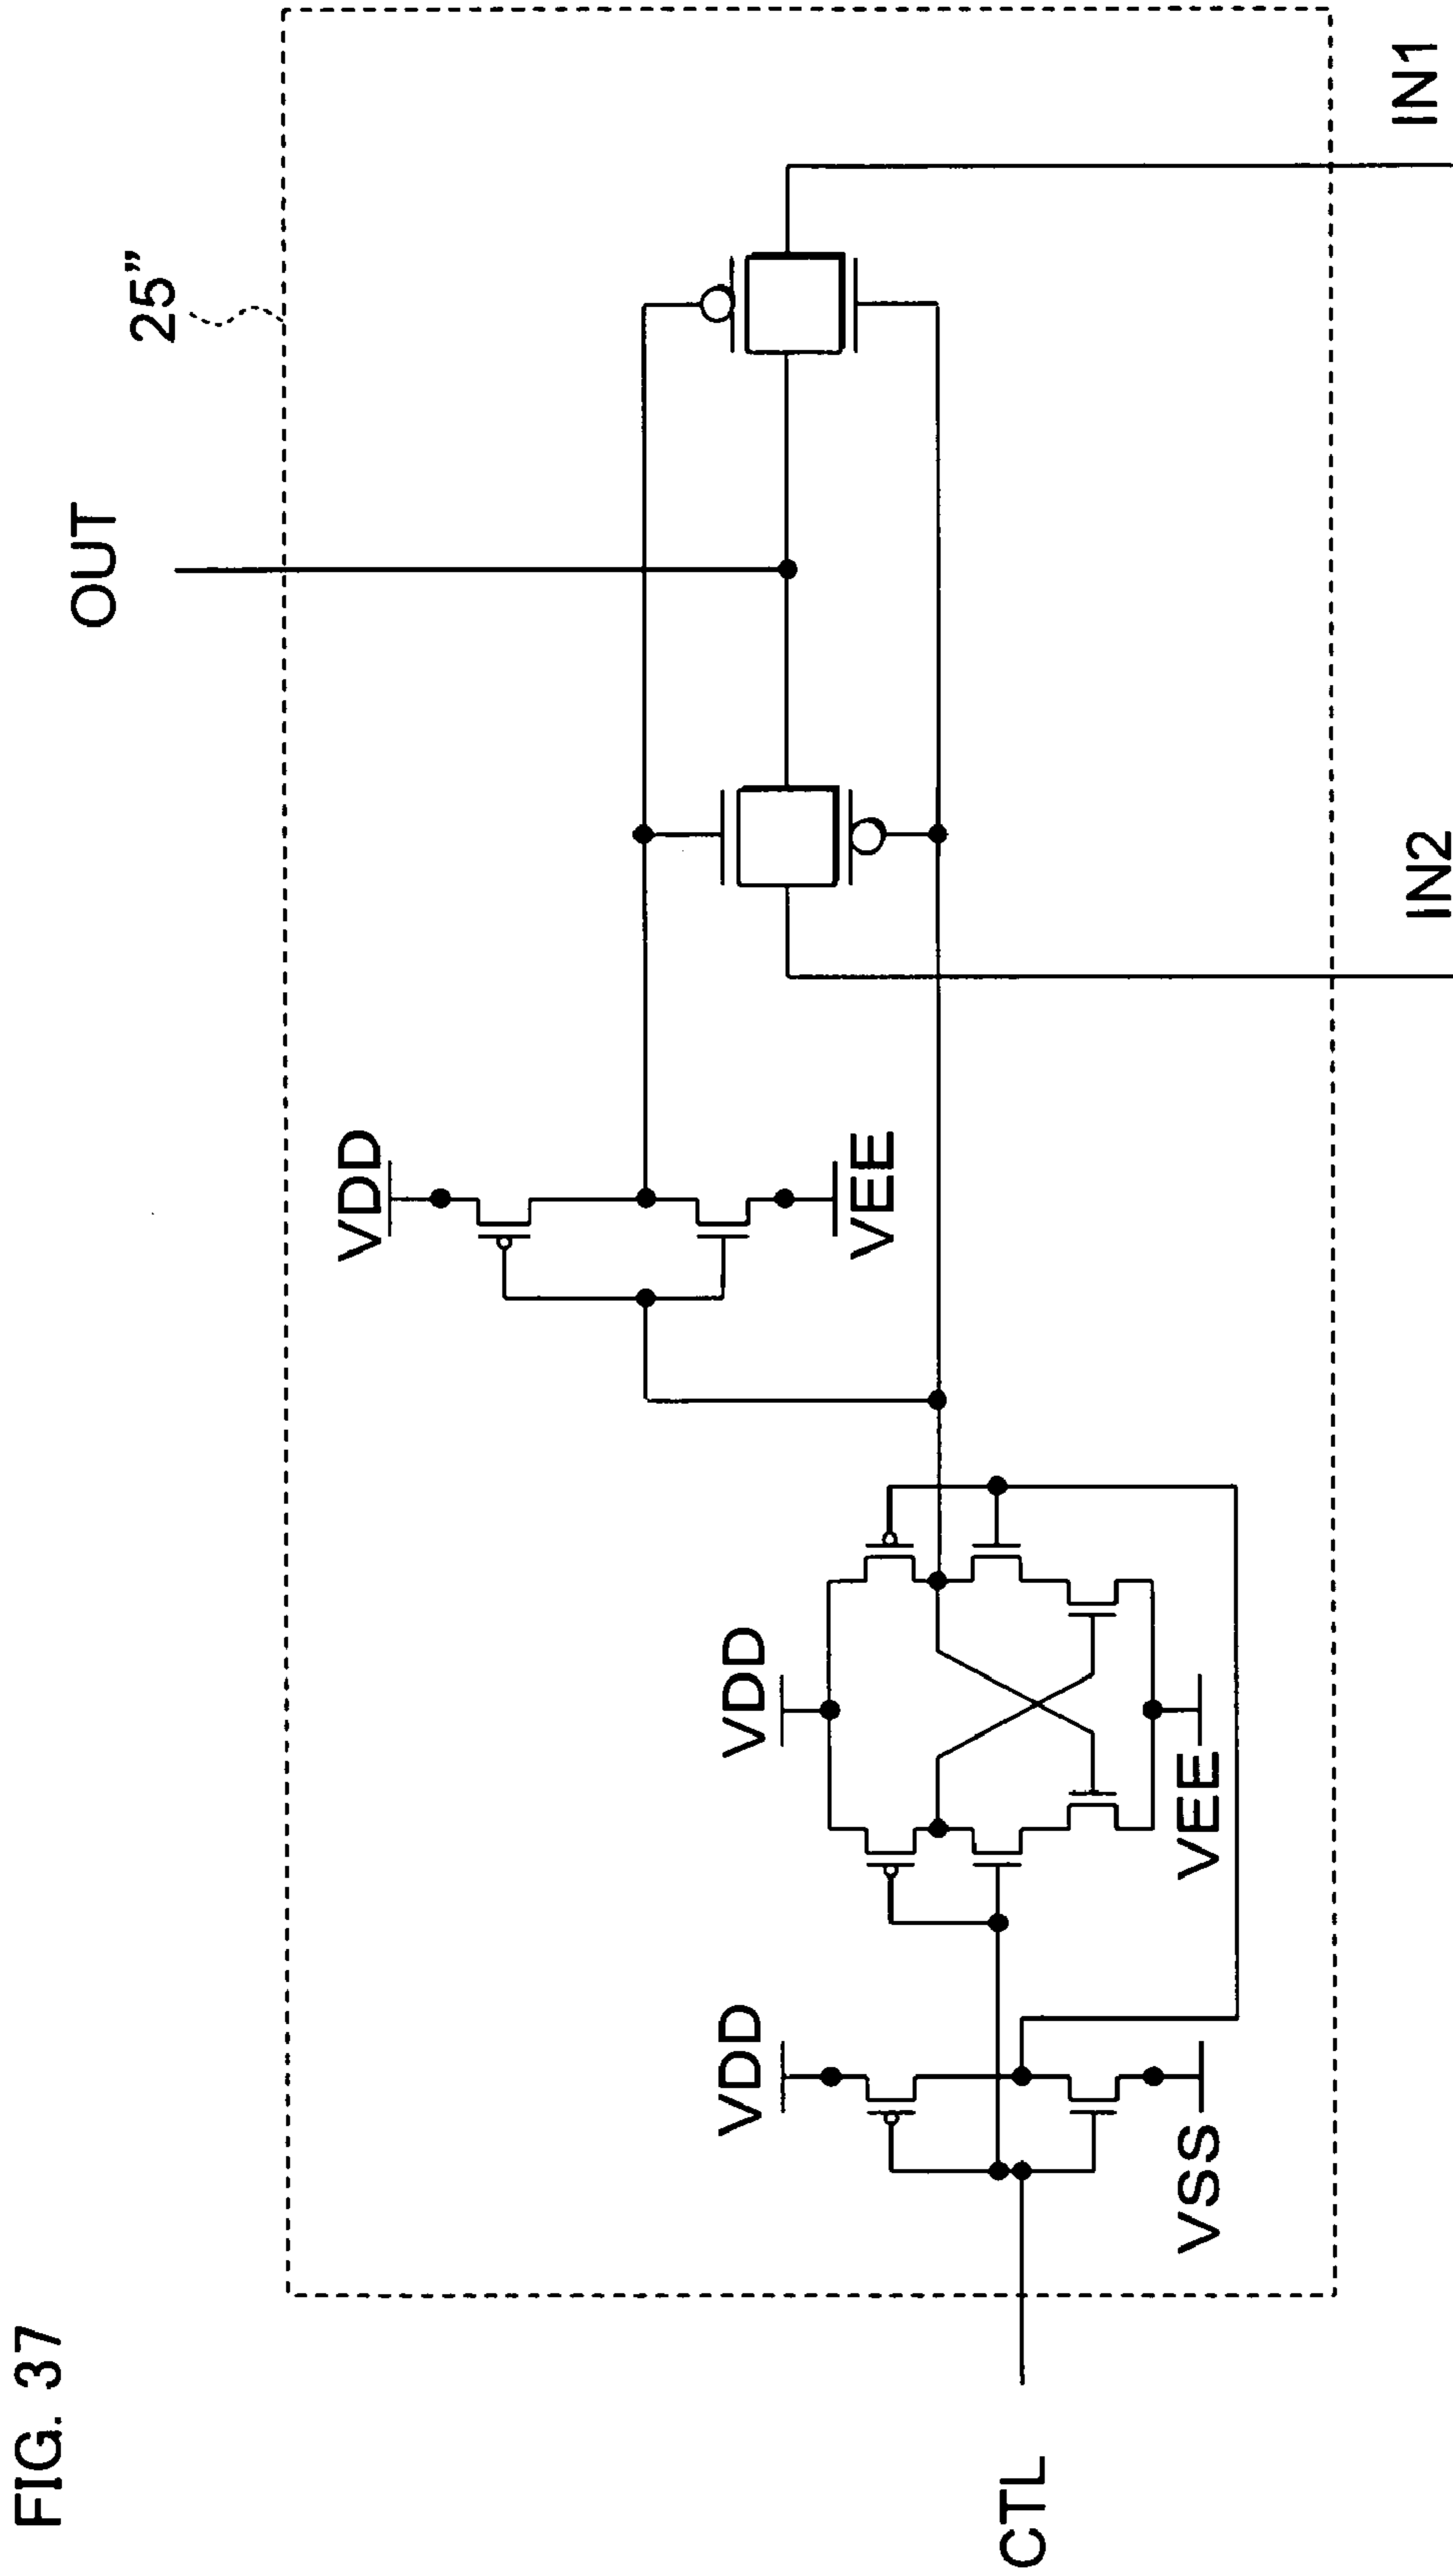 FIG. 37
OUT
25”
VDD
VEE
VDD
VEE
VDD
VSS
CTL
IN2
IN1